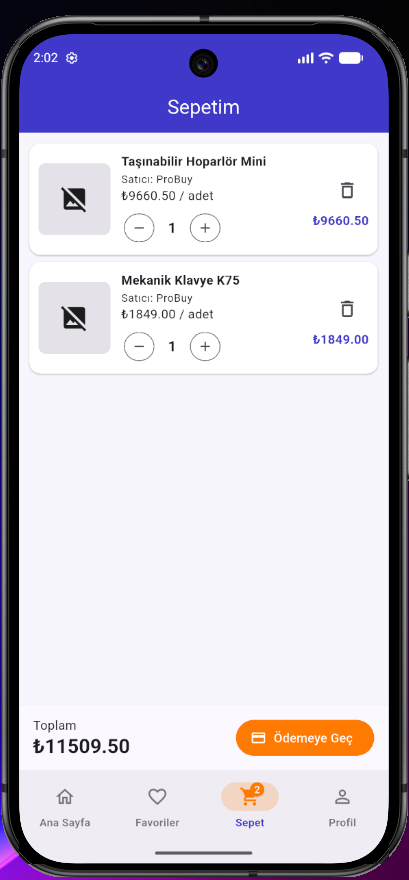 2:02
Sepetim
Taşınabilir Hoparlör Mini
Satıcı: ProBuy
₺9660.50 / adet
1
₺9660.50
Mekanik Klavye K75
Satıcı: ProBuy
₺1849.00 / adet
1
₺1849.00
Toplam
₺11509.50
Ödemeye Geç
2
Ana Sayfa
Favoriler
Sepet
Profil